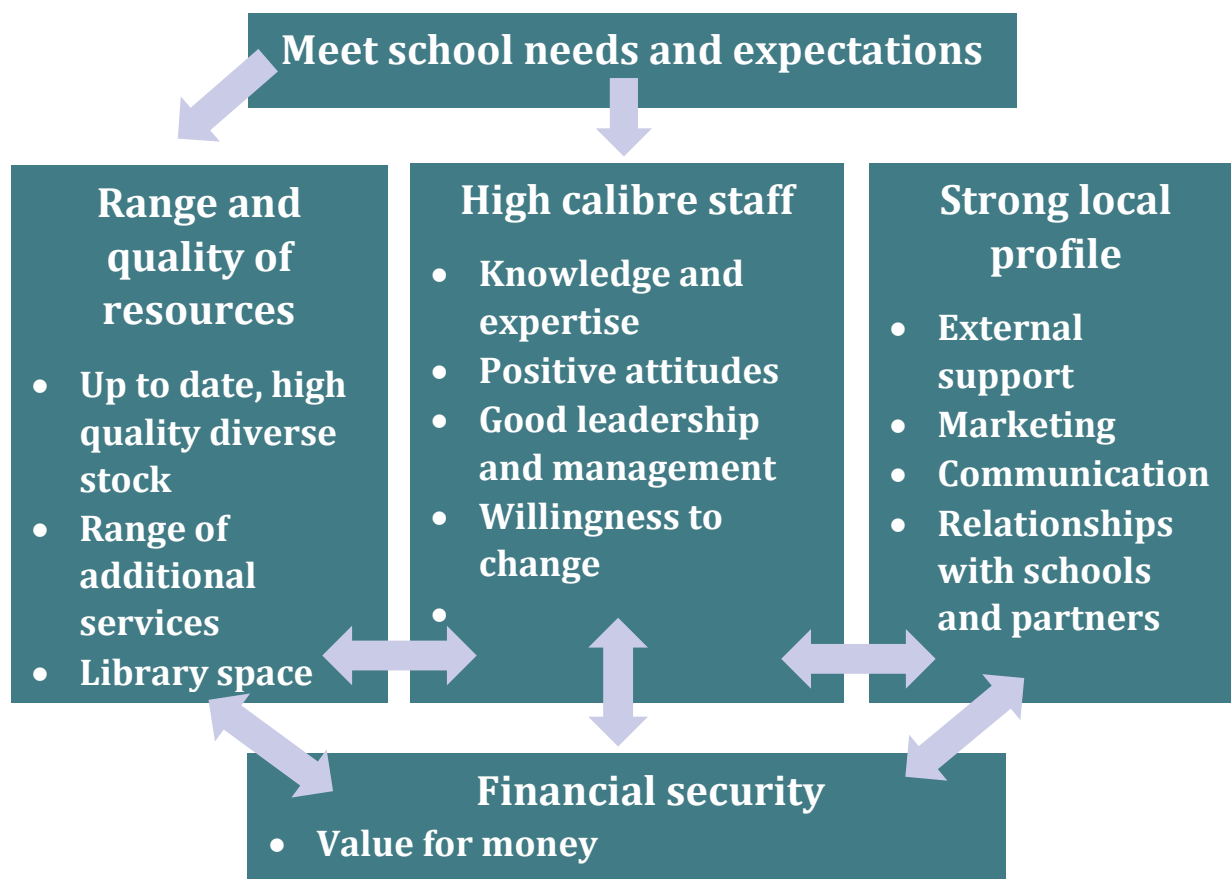 Meet school needs and expectations
Range and
quality of
resources
• Up to date, high
quality diverse
stock
• Range of
additional
services
• Library space
High calibre staff
• Knowledge and
expertise
• Positive attitudes
• Good leadership
and management
• Willingness to
change
•
Strong local
profile
• External
support
• Marketing
• Communication
• Relationships
with schools
and partners
Financial security
• Value for money